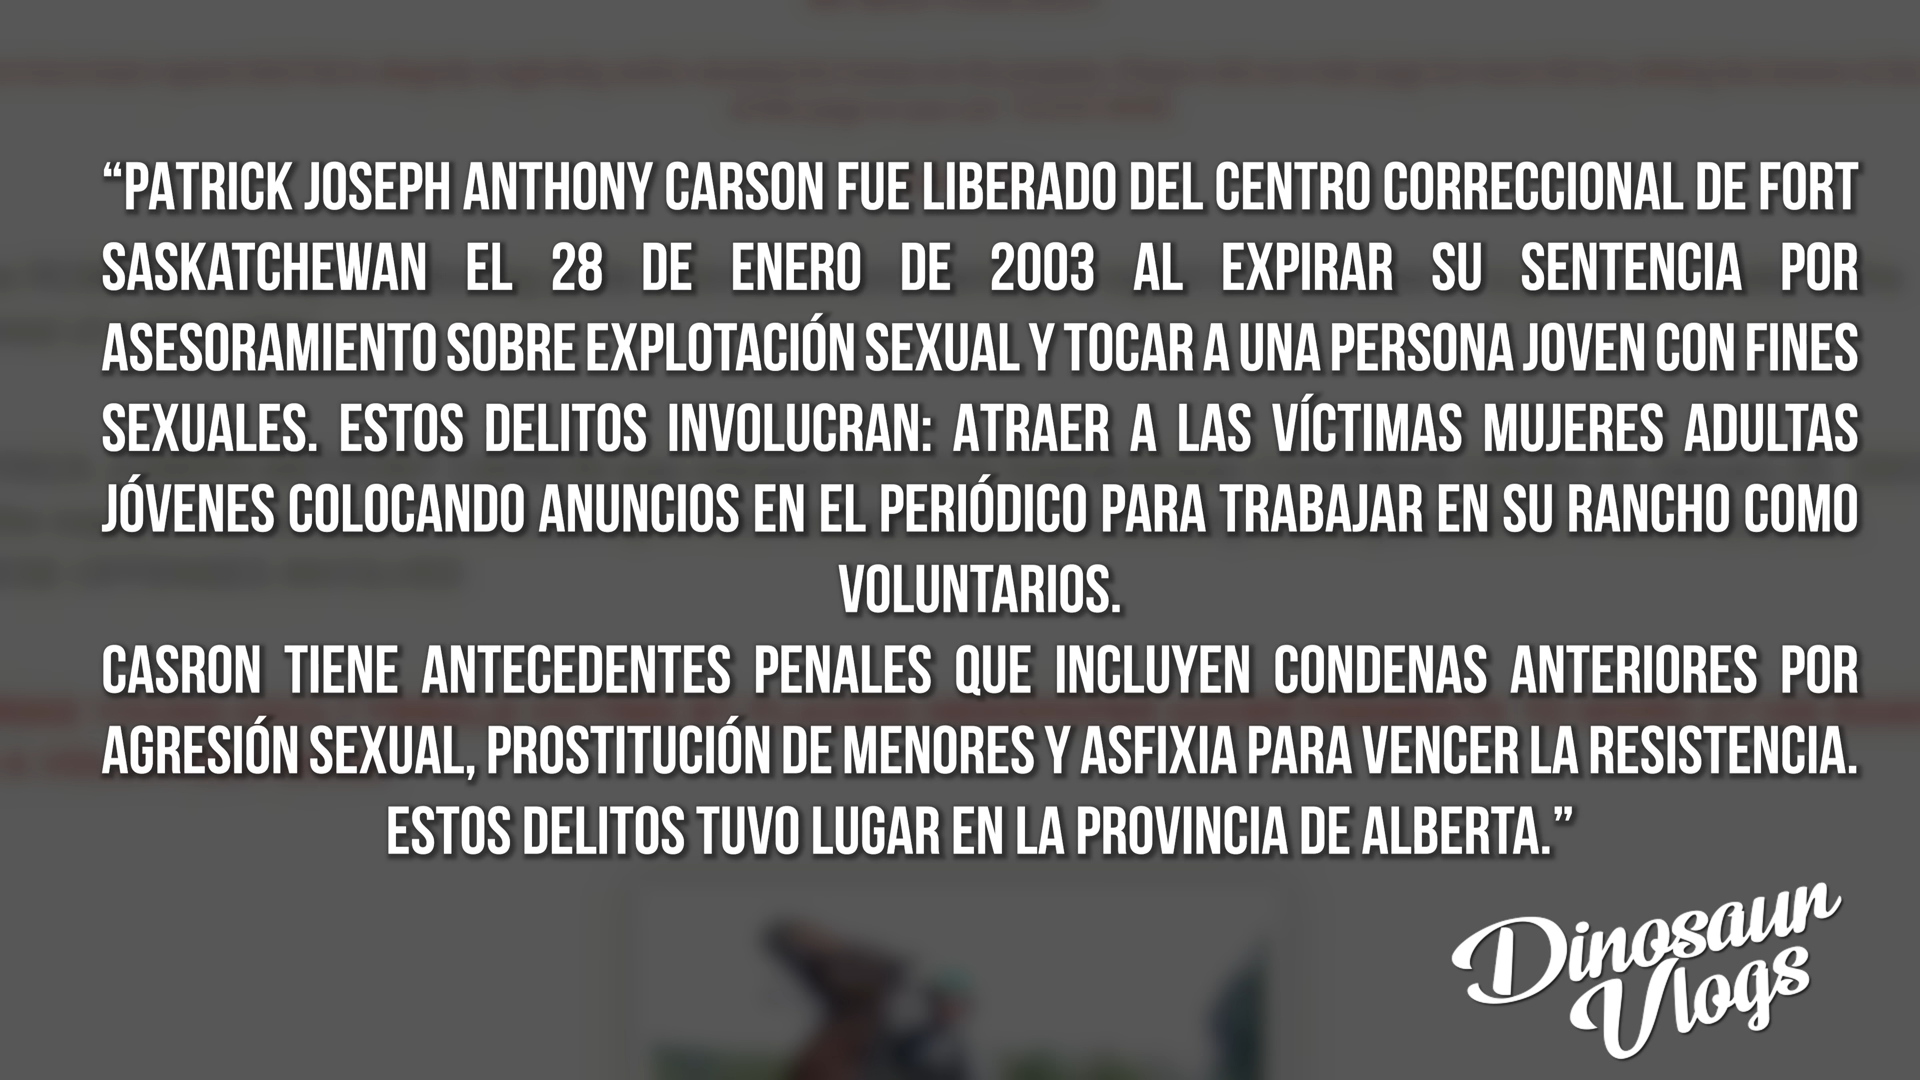 “PATRICK JOSEPH ANTHONY CARSON FUE LIBERADO DEL CENTRO CORRECCIONAL DE FORT
SASKATCHEWAN EL 28 DE ENERO DE 2003 AL EXPIRAR SU SENTENCIA POR
ASESORAMIENTO SOBRE EXPLOTACIÓN SEXUAL Y TOCAR A UNA PERSONA JOVEN CON FINES
SEXUALES. ESTOS DELITOS INVOLUCRAN: ATRAER A LAS VÍCTIMAS MUJERES ADULTAS
JÓVENES COLOCANDO ANUNCIOS EN EL PERIÓDICO PARA TRABAJAR EN SU RANCHO COMO
VOLUNTARIOS.
CASRON TIENE ANTECEDENTES PENALES QUE INCLUYEN CONDENAS ANTERIORES POR
AGRESIÓN SEXUAL, PROSTITUCIÓN DE MENORES Y ASFIXIA PARA VENCER LA RESISTENCIA.
ESTOS DELITOS TUVO LUGAR EN LA PROVINCIA DE ALBERTA.”
Dinosaun
Vlogs